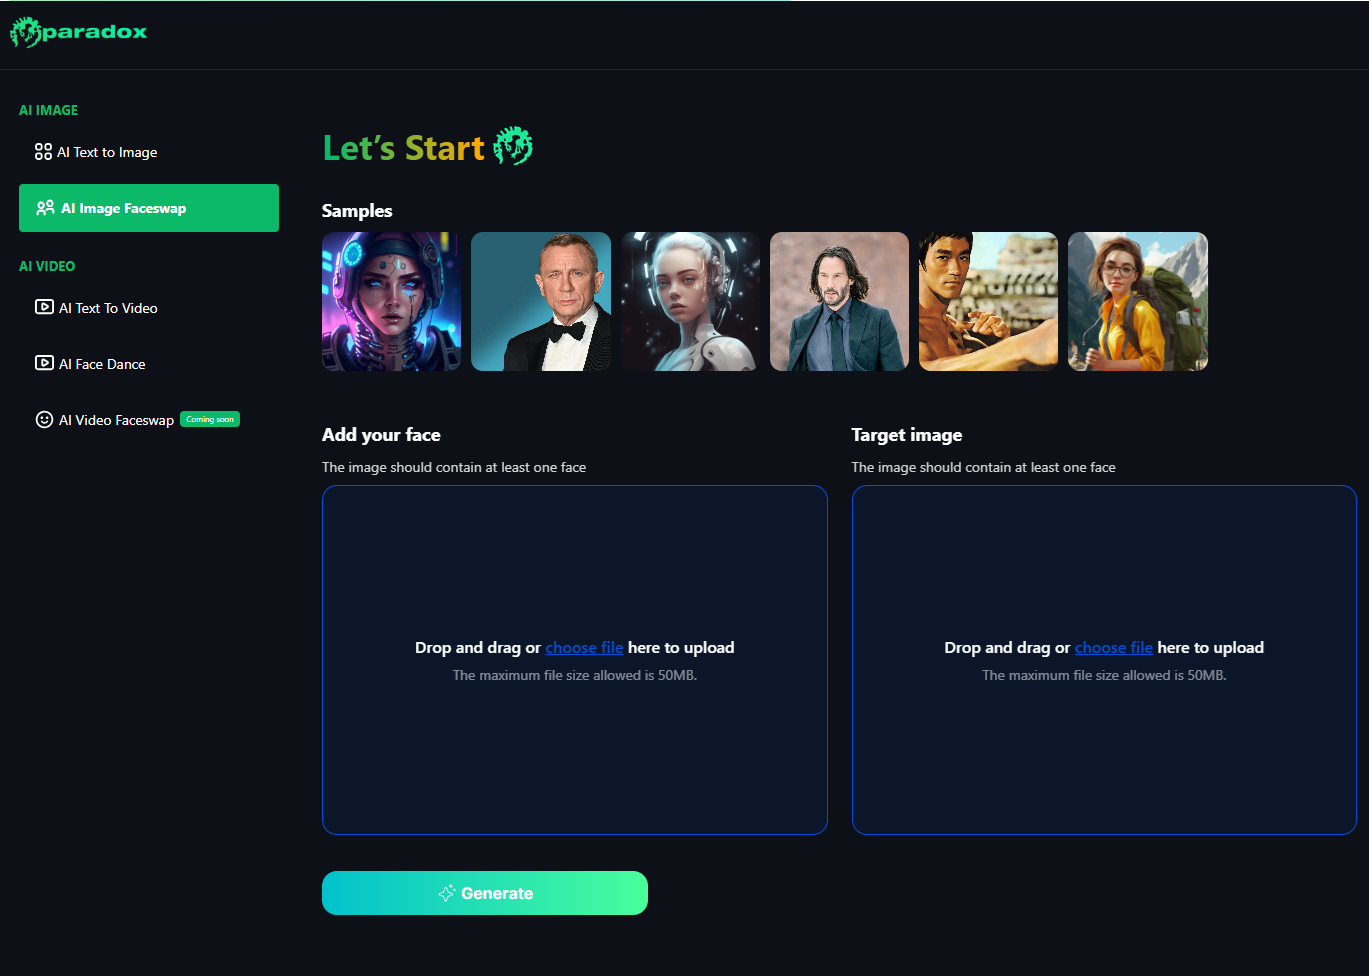 paradox
AI IMAGE
AI Text to Image
AI Image Faceswap
AI VIDEO
AI Text To Video
AI Face Dance
AI Video Faceswap Coming soon
Let's Start
Samples
Add your face
The image should contain at least one face
Drop and drag or choose file here to upload
The maximum file size allowed is 50MB.
Target image
The image should contain at least one face
Drop and drag or choose file here to upload
The maximum file size allowed is 50MB.
Generate